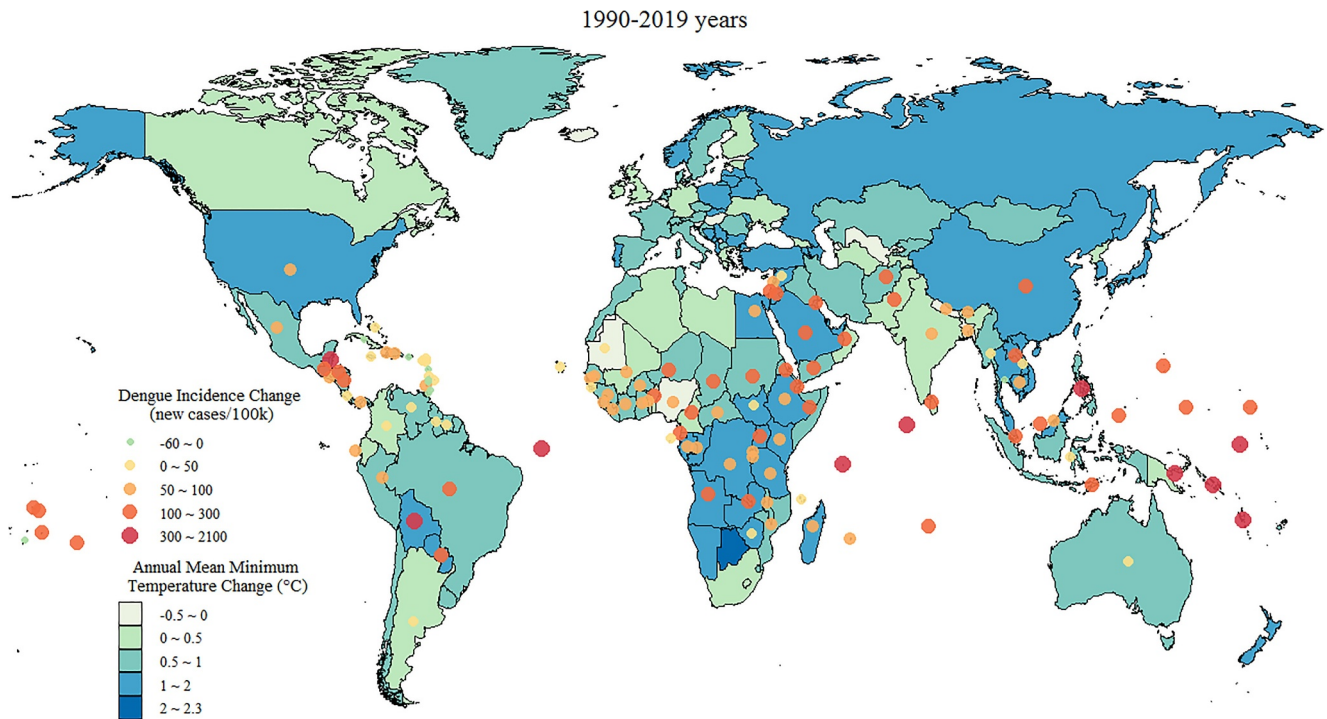 1990-2019 years
Dengue Incidence Change
(new cases/100k)
-60 ~ 0
0 ~ 50
50 ~ 100
100 ~ 300
300 ~ 2100
Annual Mean Minimum
Temperature Change (°C)
-0.5 ~ 0
0 ~ 0.5
0.5 ~ 1
1 ~ 2
2 ~ 2.3